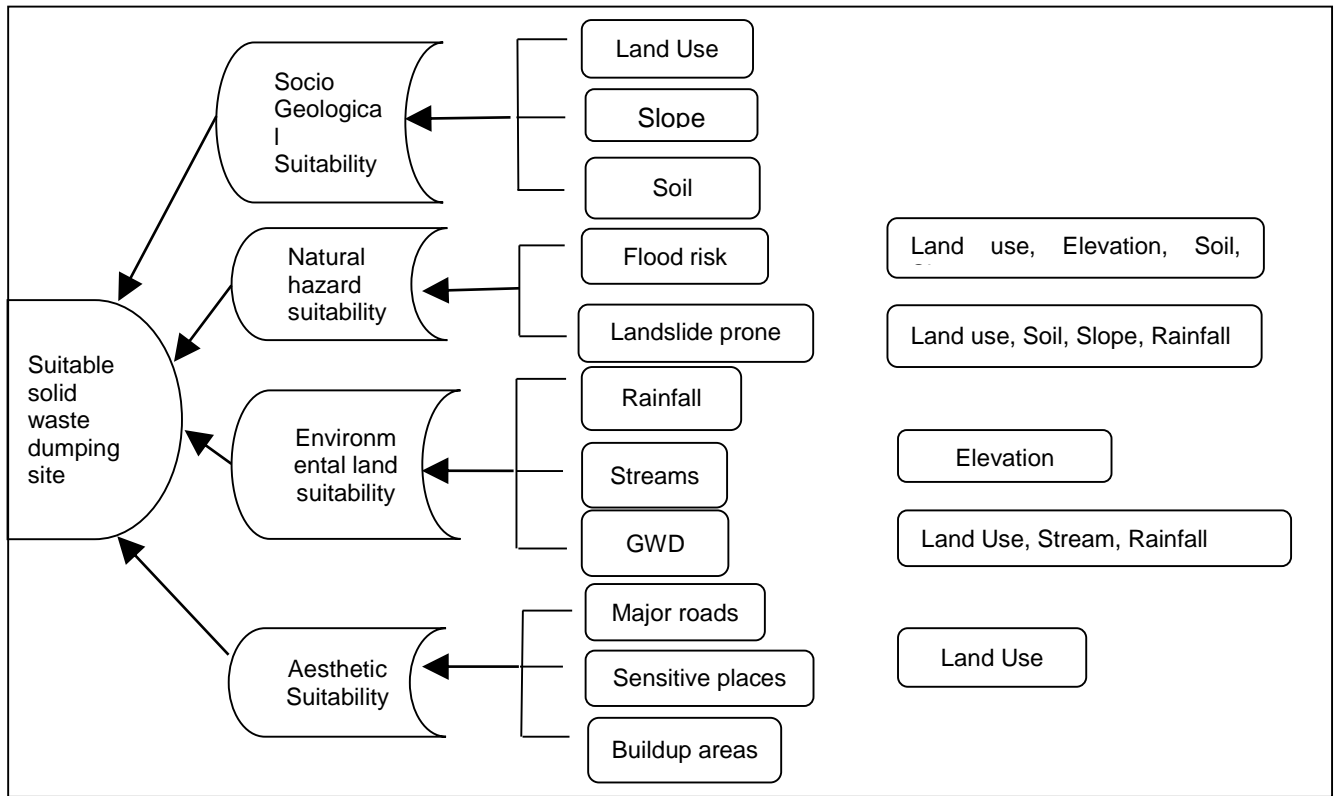 Socio
Geologica
l
Suitability
Land Use
Slope
Soil
Natural
hazard
suitability
Flood risk
Land use, Elevation, Soil,
Landslide prone
Land use, Soil, Slope, Rainfall
Suitable
solid
waste
dumping
site
Environm
ental land
suitability
Rainfall
Streams
Elevation
GWD
Land Use, Stream, Rainfall
Aesthetic
Suitability
Major roads
Sensitive places
Land Use
Buildup areas